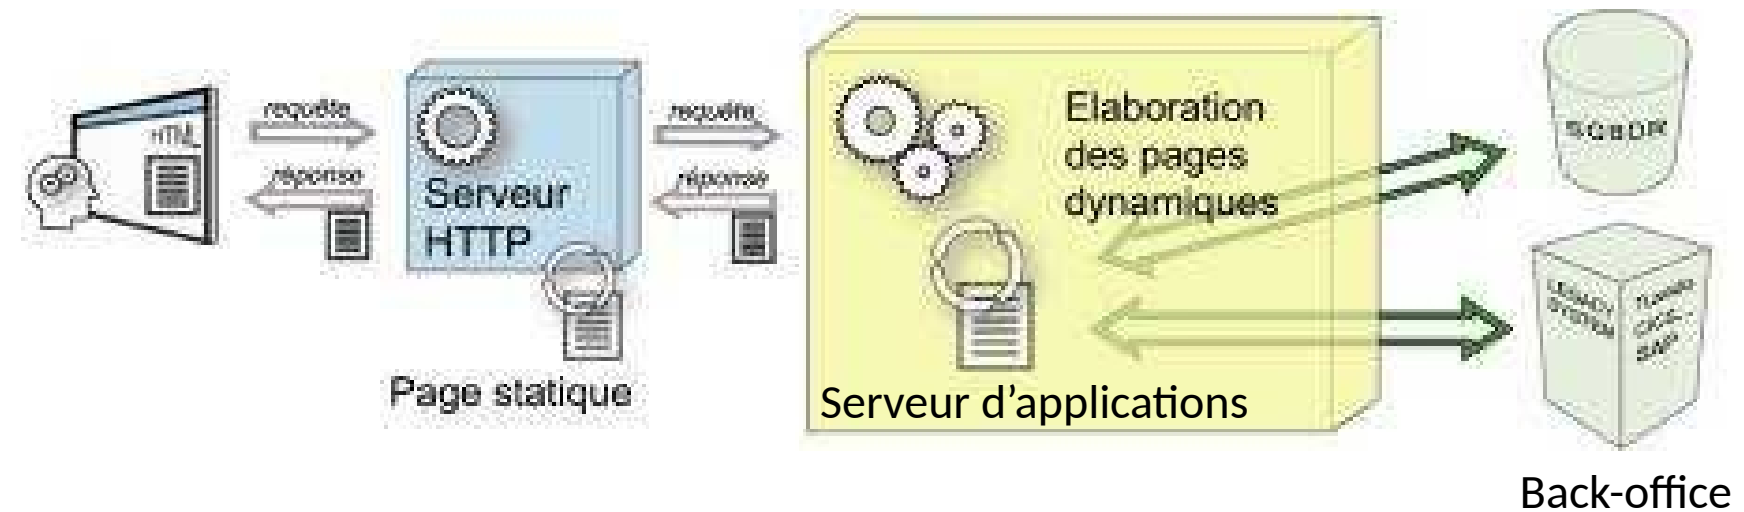 HTML
requête
réponse
Serveur
HTTP
Page statique
requête
réponse
Elaboration
des pages
dynamiques
Serveur d’applications
SGBDR
LEGACY
SYSTEM
TUXEDO
CICS...
SAP
Back-office